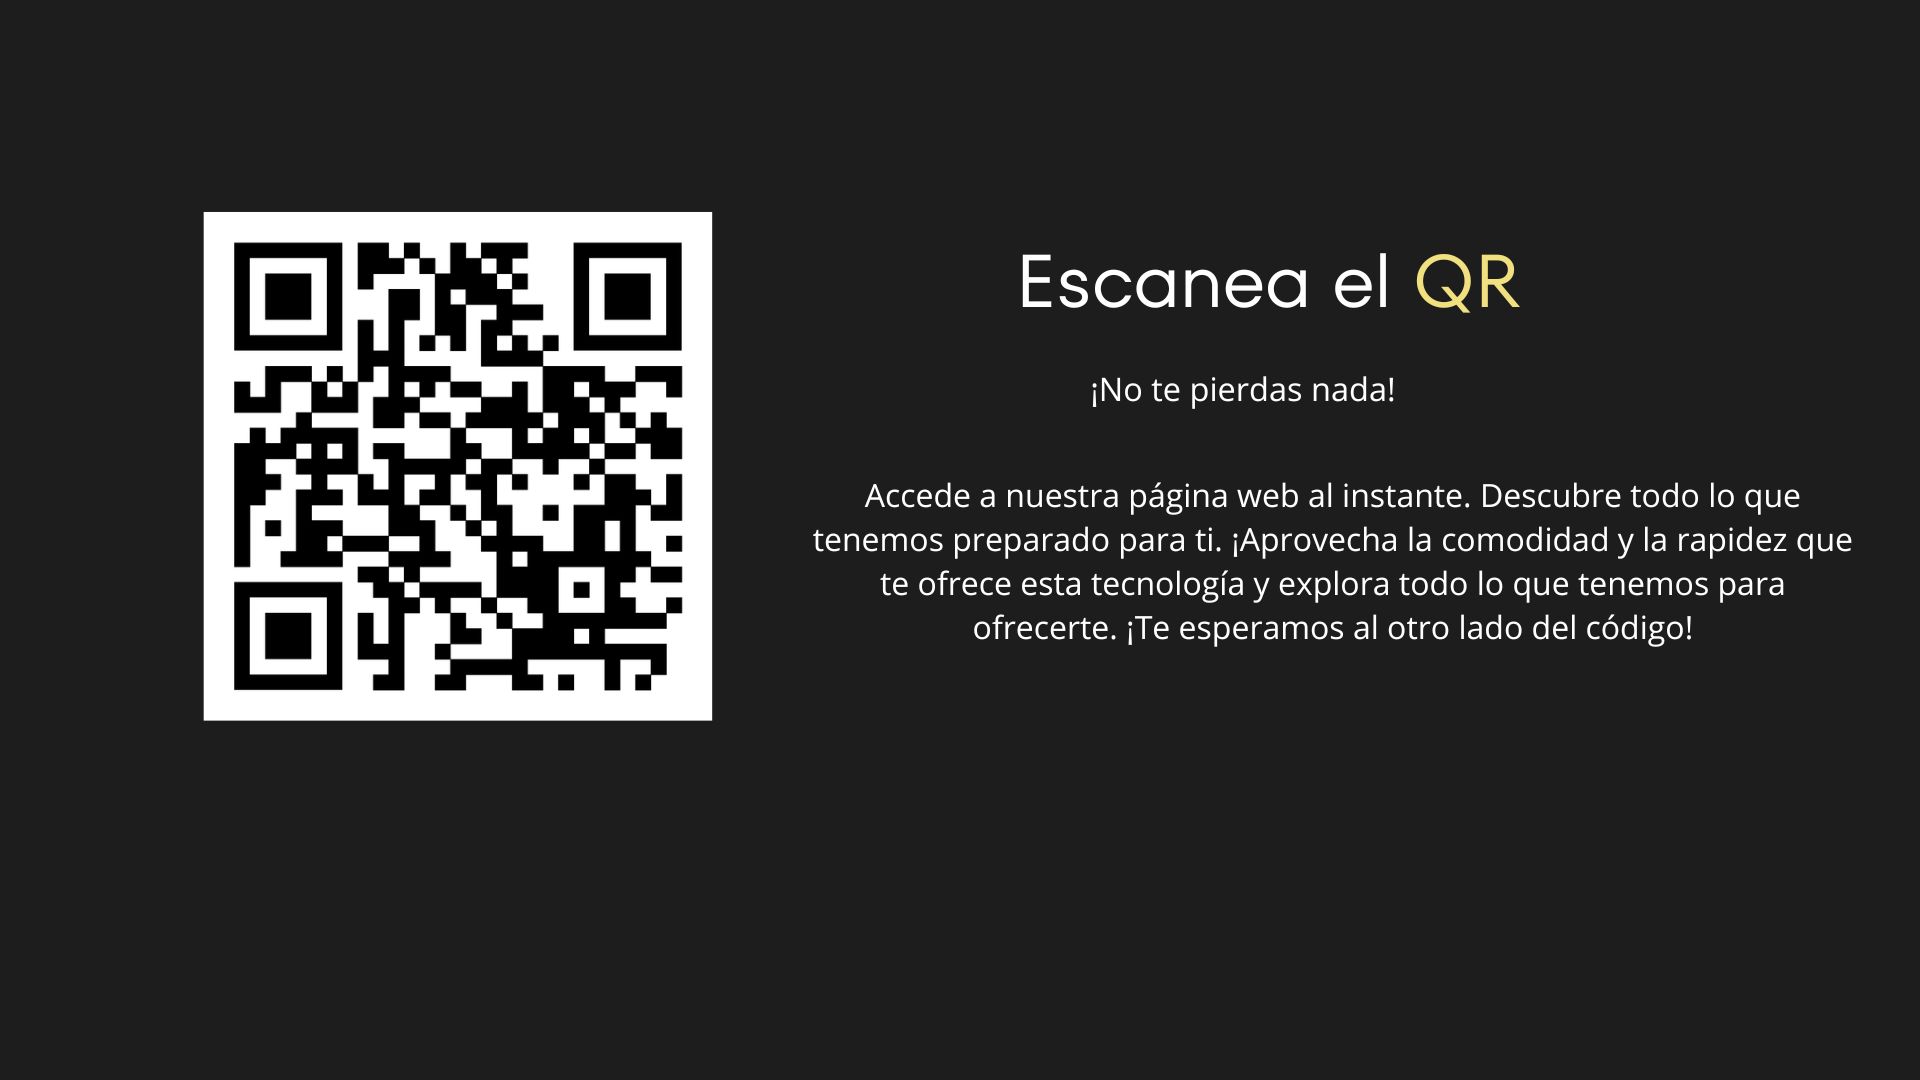 Escanea el QR
¡No te pierdas nada!
Accede a nuestra página web al instante. Descubre todo lo que
tenemos preparado para ti. ¡Aprovecha la comodidad y la rapidez que
te ofrece esta tecnología y explora todo lo que tenemos para
ofrecerte. ¡Te esperamos al otro lado del código!